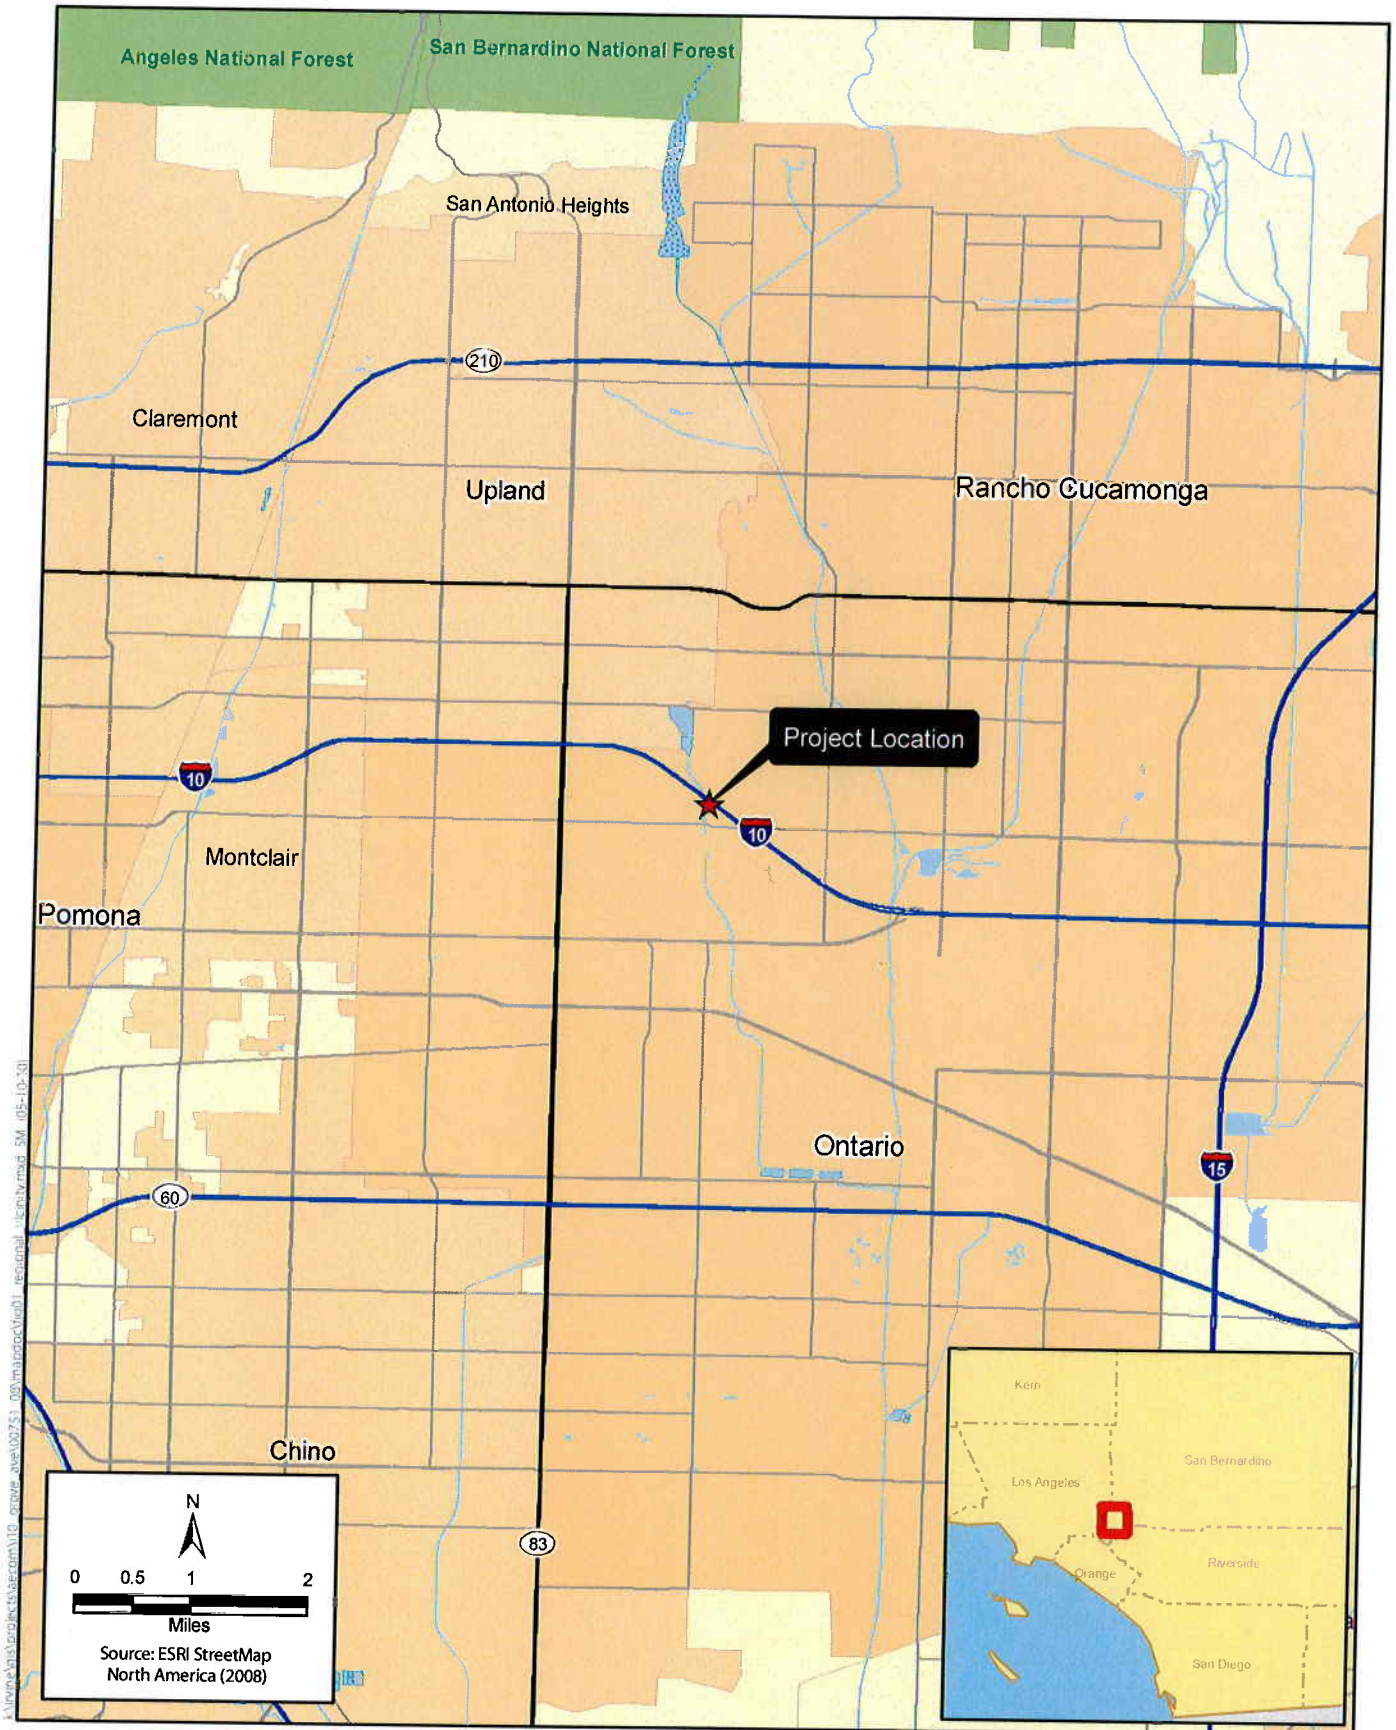 Angeles National Forest
San Bernardino National Forest
San Antonio Heights
210
Claremont
Upland
Rancho Cucamonga
Project Location
10
10
Montclair
Pomona
Ontario
15
60
Chino
83
N
0 0.5 1 2
Miles
Source: ESRI StreetMap
North America (2008)
Kern
San Bernardino
Los Angeles
Riverside
Orange
San Diego